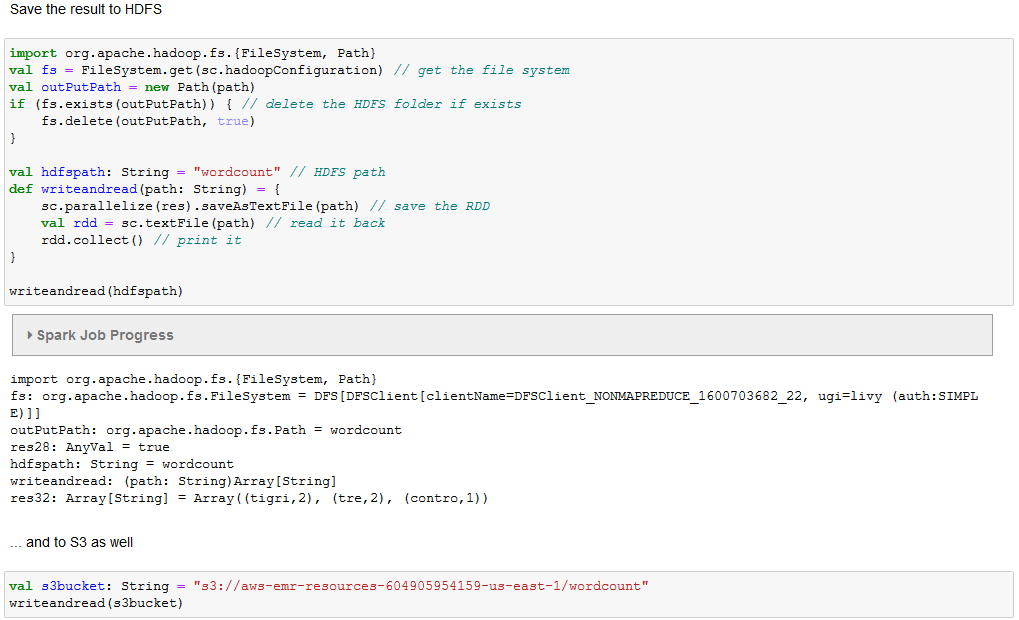 Save the result to HDFS
import org.apache.hadoop.fs.{FileSystem, Path}
val fs = FileSystem.get(sc.hadoopConfiguration) // get the file system
val outPutPath = new Path(path)
if (fs.exists(outPutPath)) { // delete the HDFS folder if exists
    fs.delete(outPutPath, true)
}
val hdfspath: String = "wordcount" // HDFS path
def writeandread(path: String) = {
    sc.parallelize(res).saveAsTextFile(path) // save the RDD
    val rdd = sc.textFile(path) // read it back
    rdd.collect() // print it
}
writeandread(hdfspath)
Spark Job Progress
import org.apache.hadoop.fs.{FileSystem, Path}
fs: org.apache.hadoop.fs.FileSystem = DFS[DFSClient[clientName=DFSClient_NONMAPREDUCE_1600703682_22, ugi=livy (auth:SIMPL
E)]]
outPutPath: org.apache.hadoop.fs.Path = wordcount
res28: AnyVal = true
hdfspath: String = wordcount
writeandread: (path: String)Array[String]
res32: Array[String] = Array((tigri,2), (tre,2), (contro,1))
... and to S3 as well
val s3bucket: String = "s3://aws-emr-resources-604905954159-us-east-1/wordcount"
writeandread(s3bucket)